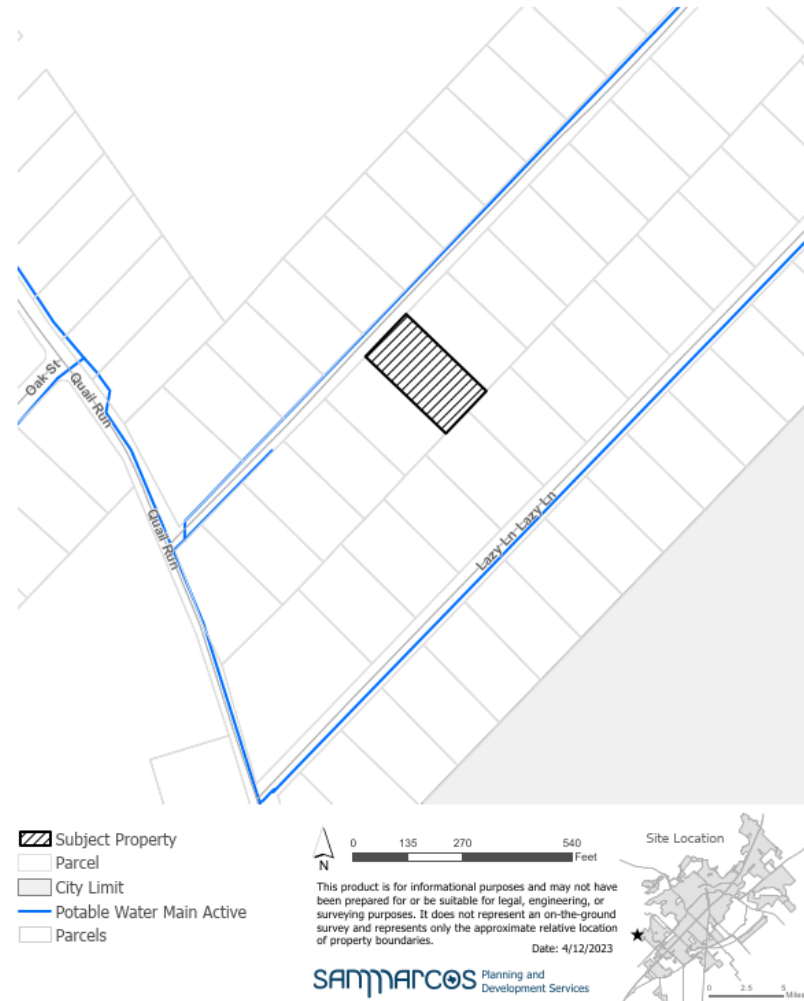 Oak St
Quail Run
Quail Run
Lazy Ln Lazy Ln
Subject Property
Parcel
City Limit
Potable Water Main Active
Parcels
N
0 135 270 540
Feet
This product is for informational purposes and may not have
been prepared for or be suitable for legal, engineering, or
surveying purposes. It does not represent an on-the-ground
survey and represents only the approximate relative location
of property boundaries.
Date: 4/12/2023
SANMARCOS
Planning and
Development Services
Site Location
0 2.5 5
Miles